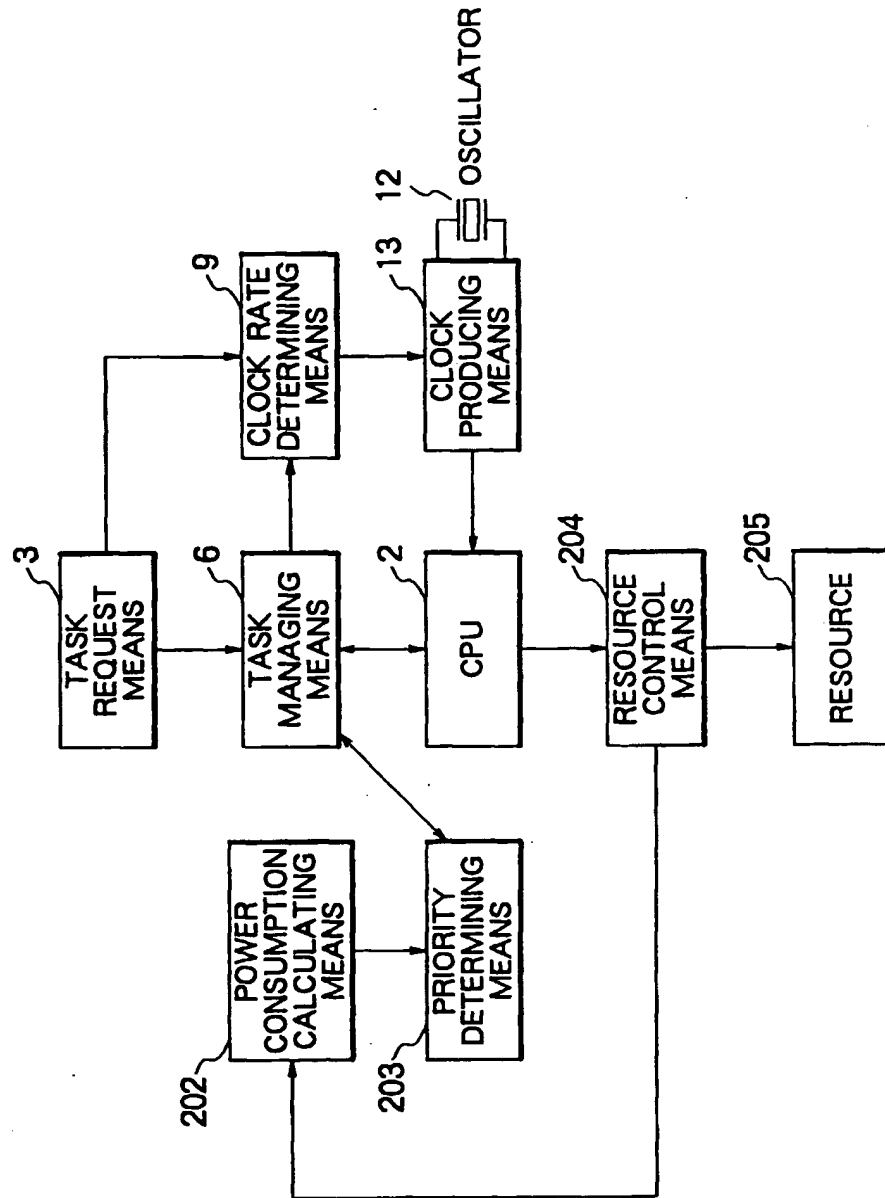 3
TASK
REQUEST
MEANS
6
TASK
MANAGING
MEANS
9
CLOCK RATE
DETERMINING
MEANS
202
POWER
CONSUMPTION
CALCULATING
MEANS
203
PRIORITY
DETERMINING
MEANS
2
CPU
13
CLOCK
PRODUCING
MEANS
12
OSCILLATOR
204
RESOURCE
CONTROL
MEANS
205
RESOURCE